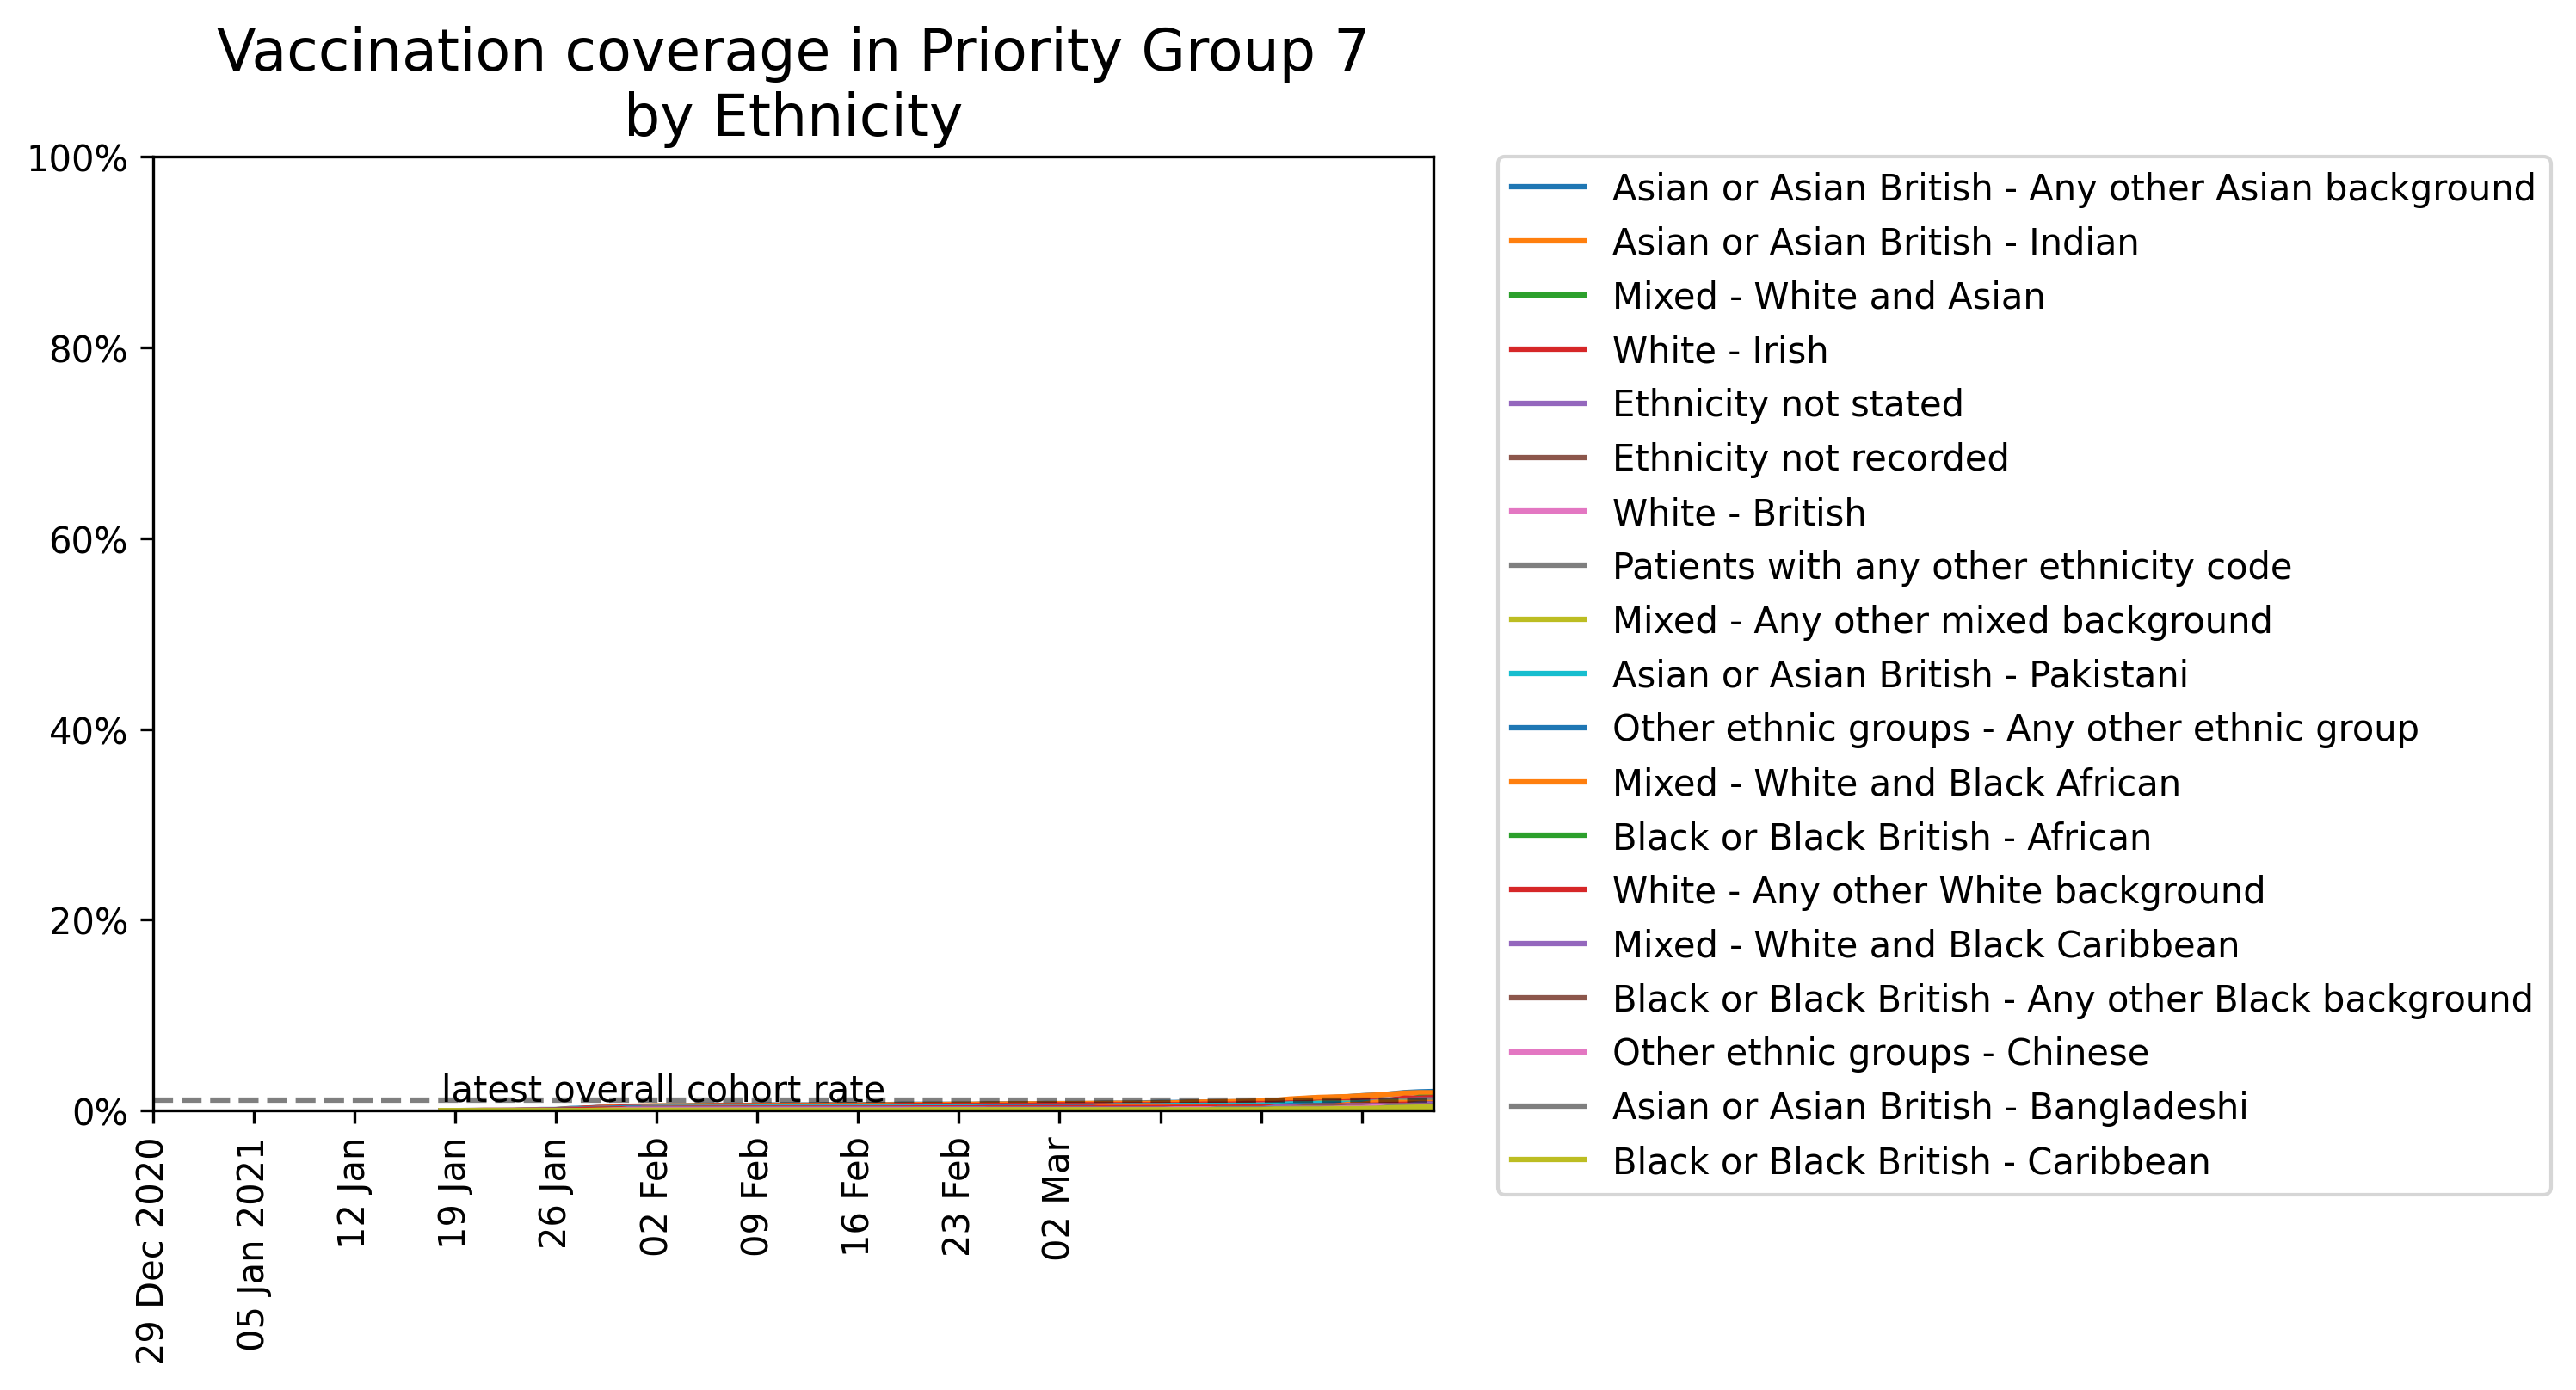 Vaccination coverage in Priority Group 7
by Ethnicity
100%
80%
60%
40%
20%
0%
latest overall cohort rate
29 Dec 2020
05 Jan 2021
12 Jan
19 Jan
26 Jan
02 Feb
09 Feb
16 Feb
23 Feb
02 Mar
Asian or Asian British - Any other Asian background
Asian or Asian British - Indian
Mixed - White and Asian
White - Irish
Ethnicity not stated
Ethnicity not recorded
White - British
Patients with any other ethnicity code
Mixed - Any other mixed background
Asian or Asian British - Pakistani
Other ethnic groups - Any other ethnic group
Mixed - White and Black African
Black or Black British - African
White - Any other White background
Mixed - White and Black Caribbean
Black or Black British - Any other Black background
Other ethnic groups - Chinese
Asian or Asian British - Bangladeshi
Black or Black British - Caribbean